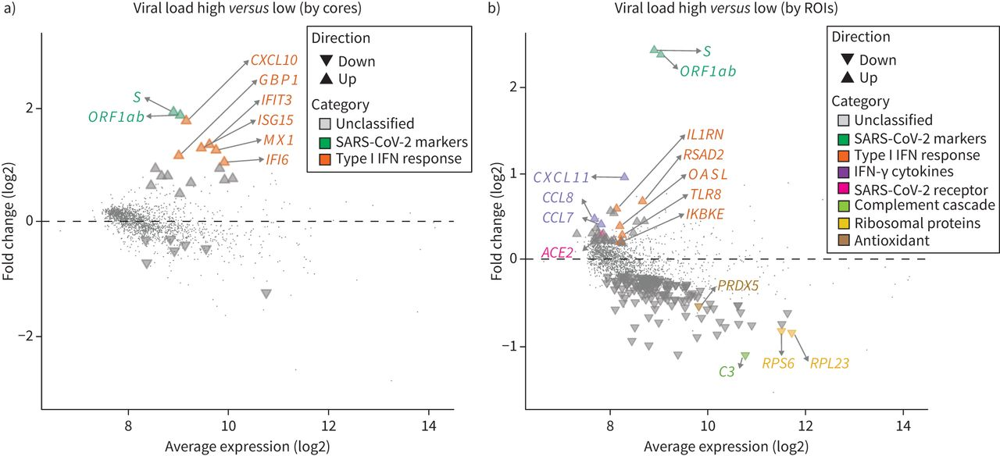 a)
Viral load high versus low (by cores)
Fold change (log2)
2
0
−2
8
10
12
14
Average expression (log2)
S
ORF1ab
CXCL10
GBP1
IFIT3
ISG15
MX1
IFI6
Direction
Down
Up
Category
Unclassified
SARS-CoV-2 markers
Type I IFN response
b)
Viral load high versus low (by ROIs)
Fold change (log2)
2
1
0
−1
8
10
12
14
Average expression (log2)
S
ORF1ab
IL1RN
RSAD2
OASL
TLR8
IKBKE
CXCL11
CCL8
CCL7
ACE2
PRDX5
C3
RPS6
RPL23
Direction
Down
Up
Category
Unclassified
SARS-CoV-2 markers
Type I IFN response
IFN-γ cytokines
SARS-CoV-2 receptor
Complement cascade
Ribosomal proteins
Antioxidant